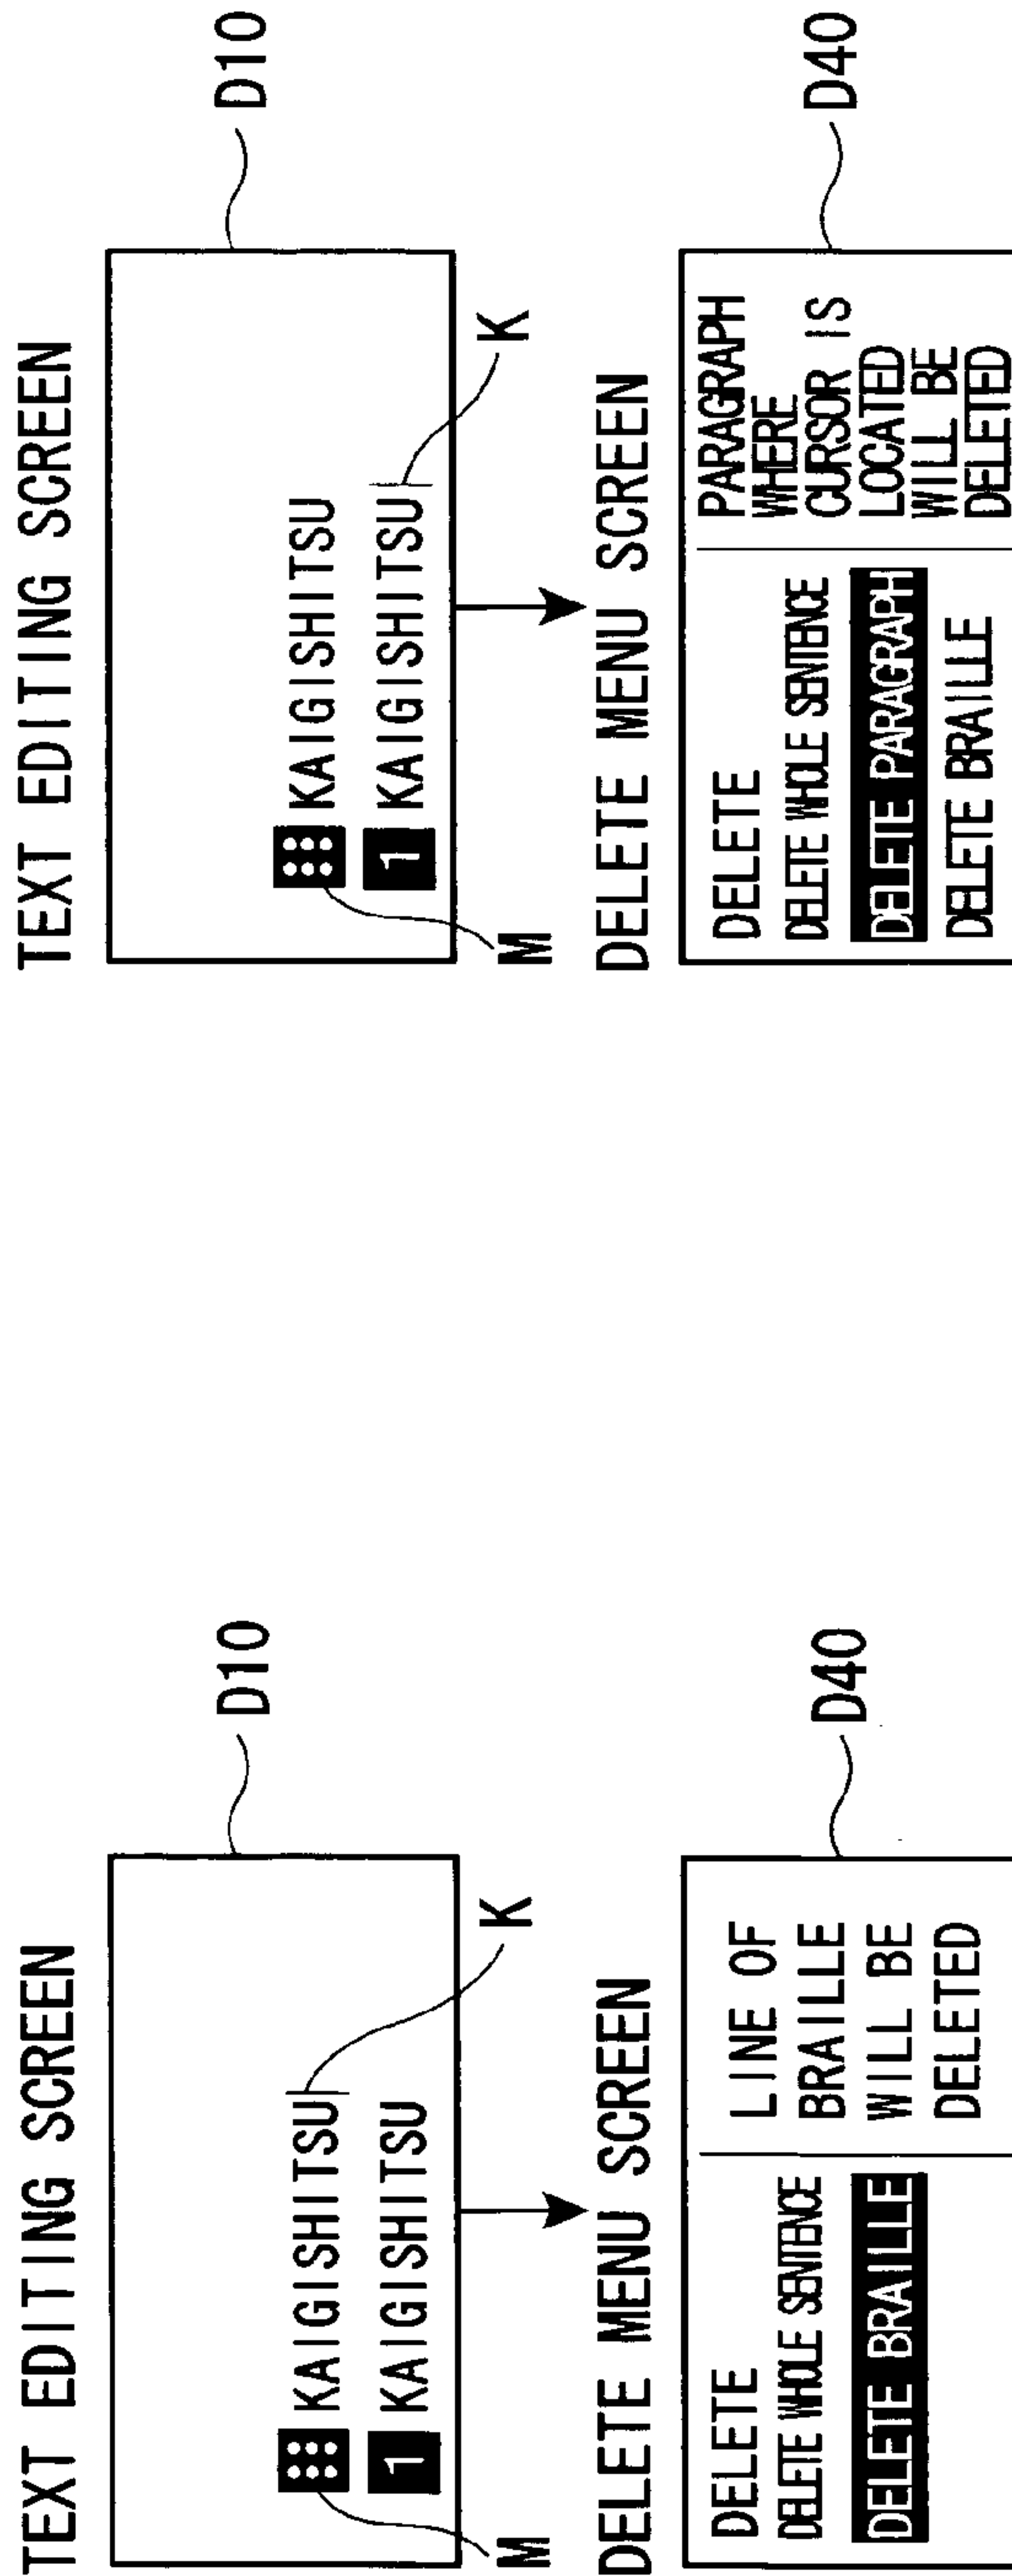 TEXT EDITING SCREEN
D10
KAIGISHITSU
1 KAIGISHITSU
M
K
DELETE MENU SCREEN
D40
DELETE
DELETE WHOLE SENTENCE
DELETE BRAILLE
LINE OF
BRAILLE
WILL BE
DELETED
TEXT EDITING SCREEN
D10
KAIGISHITSU
1 KAIGISHITSU
M
K
DELETE MENU SCREEN
D40
DELETE
DELETE WHOLE SENTENCE
DELETE PARAGRAPH
DELETE BRAILLE
PARAGRAPH
WHERE
CURSOR IS
LOCATED
WILL BE
DELETED